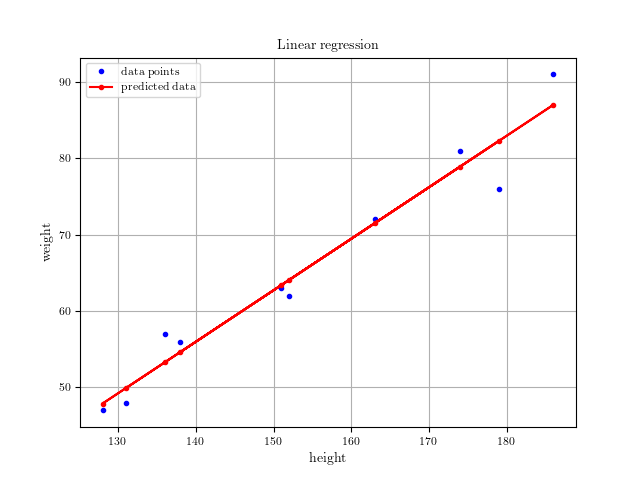 Linear regression
data points
predicted data
90
80
70
60
50
weight
130 140 150 160 170 180
height